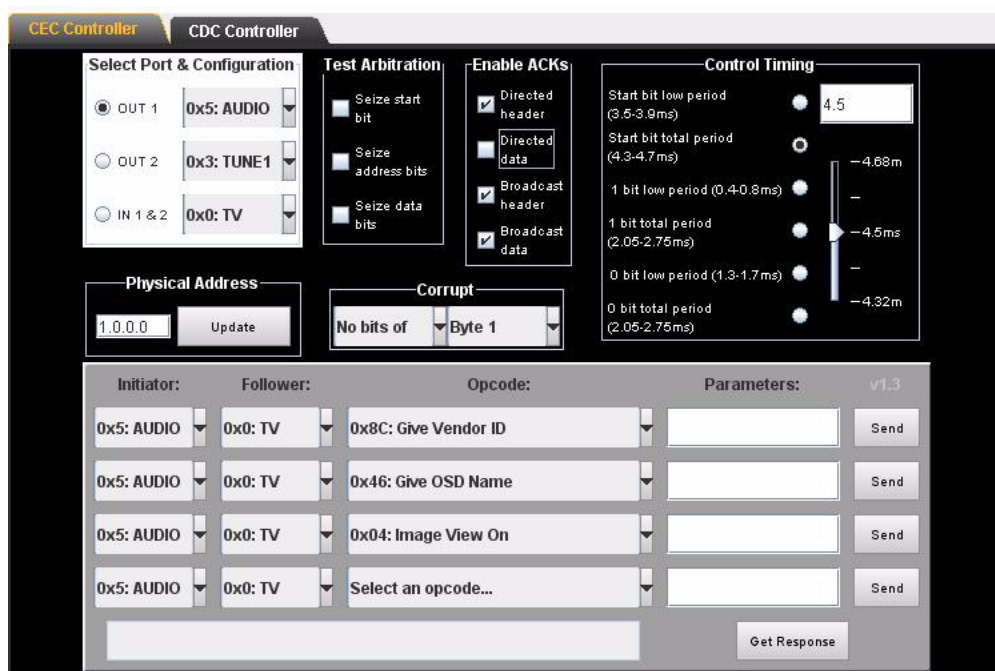 CEC Controller
CDC Controller
Select Port & Configuration
OUT 1
0x5: AUDIO
OUT 2
0x3: TUNE1
IN 1 & 2
0x0: TV
Test Arbitration
Seize start
bit
Seize
address bits
Seize data
bits
Enable ACKs
Directed
header
Directed
data
Broadcast
header
Broadcast
data
Control Timing
Start bit low period
(3.5-3.9ms)
4.5
Start bit total period
(4.3-4.7ms)
1 bit low period (0.4-0.8ms)
1 bit total period
(2.05-2.75ms)
0 bit low period (1.3-1.7ms)
0 bit total period
(2.05-2.75ms)
4.68m
4.5ms
4.32m
Physical Address
1.0.0.0
Update
Corrupt
No bits of
Byte 1
Initiator: Follower: Opcode: Parameters: v1.3
0x5: AUDIO 0x0: TV 0x8C: Give Vendor ID Send
0x5: AUDIO 0x0: TV 0x46: Give OSD Name Send
0x5: AUDIO 0x0: TV 0x04: Image View On Send
0x5: AUDIO 0x0: TV Select an opcode... Send
Get Response